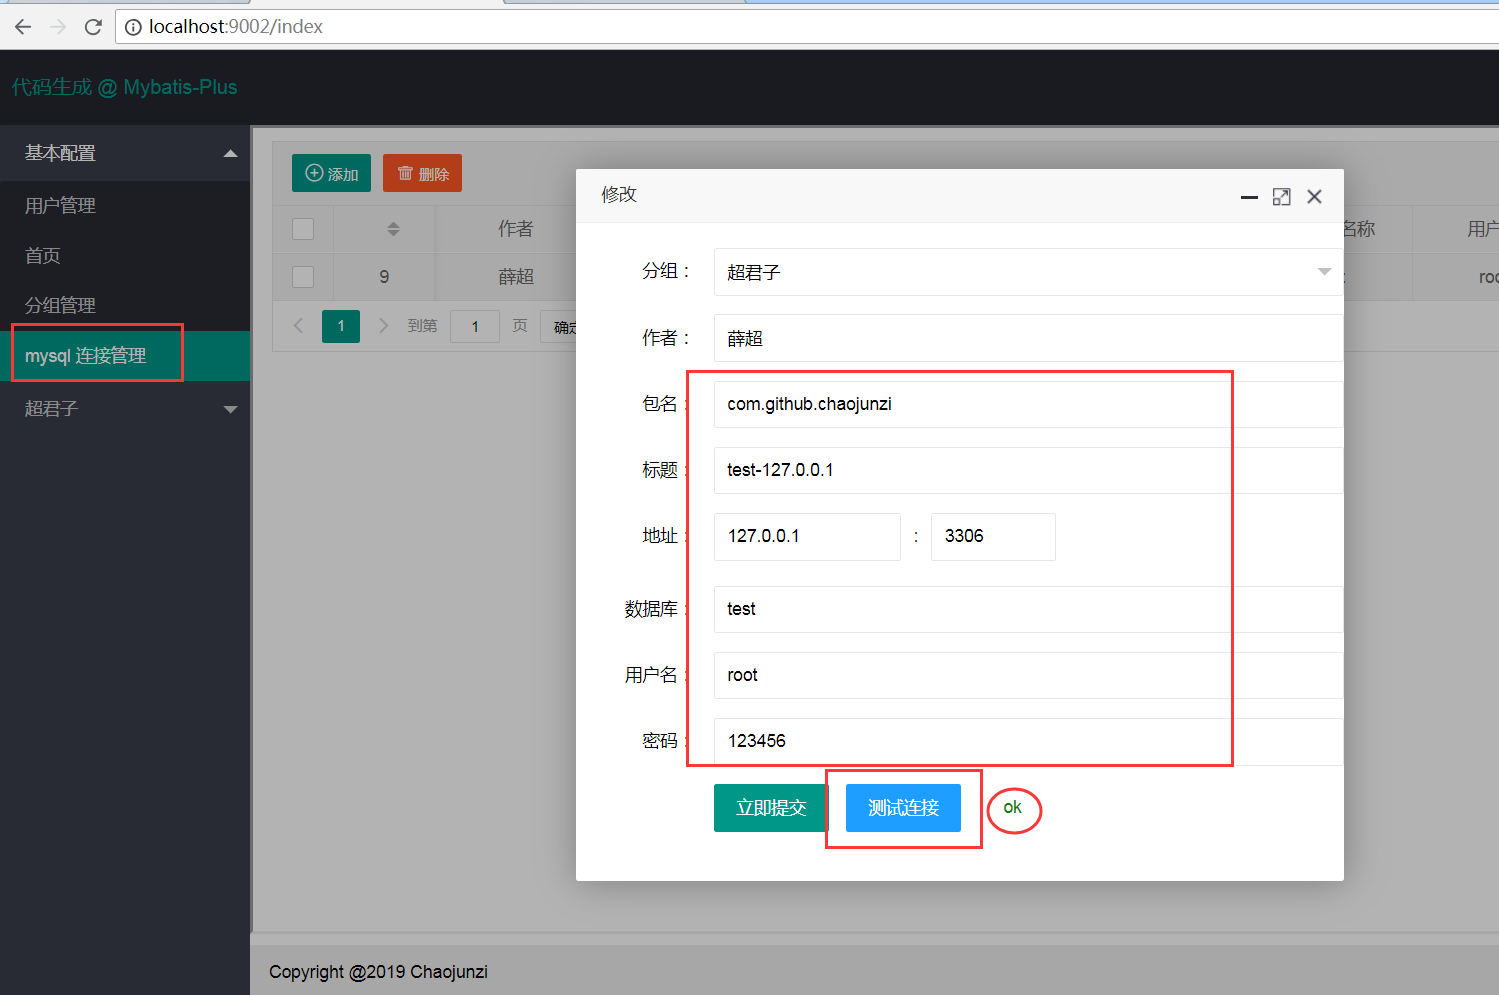 localhost:9002/index
代码生成 @ Mybatis-Plus
基本配置
用户管理
首页
分组管理
mysql 连接管理
超君子
添加 删除
作者 名称 用户
9 薛超 roo
1 到第 1 页 确定
修改
分组： 超君子
作者： 薛超
包名： com.github.chaojunzi
标题： test-127.0.0.1
地址： 127.0.0.1 : 3306
数据库： test
用户名： root
密码： 123456
立即提交 测试连接 ok
Copyright @2019 Chaojunzi